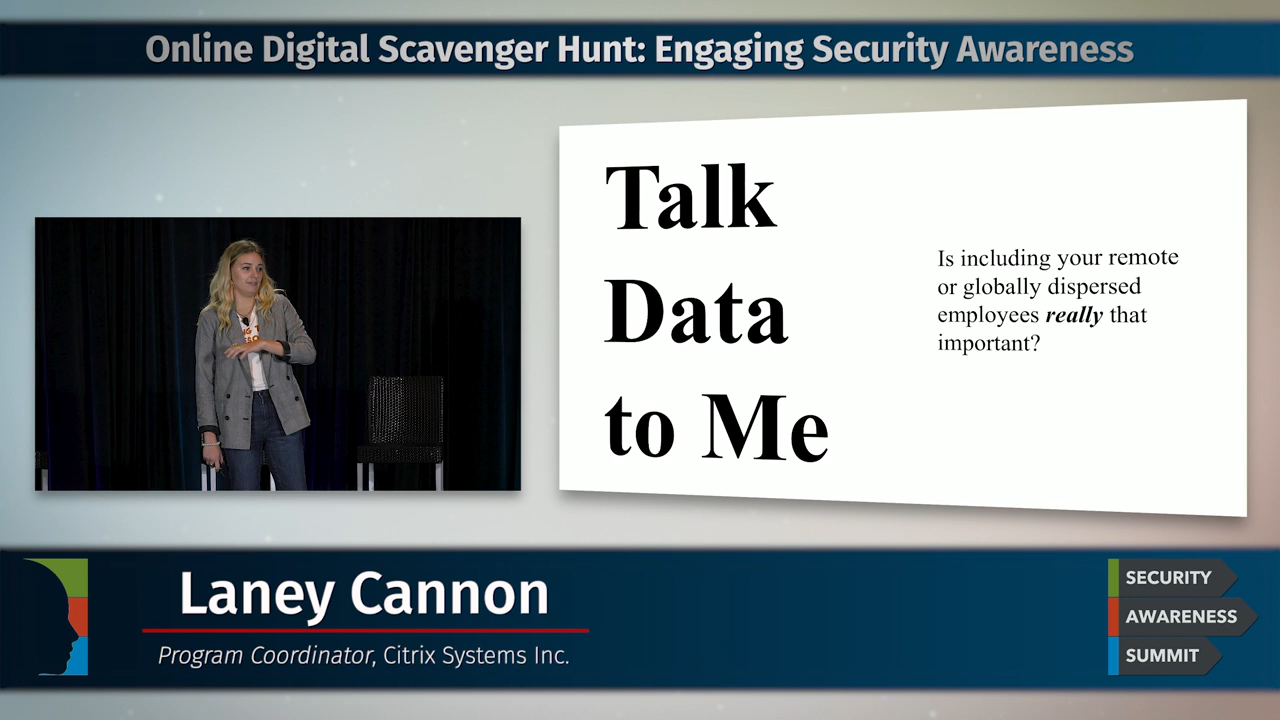 Online Digital Scavenger Hunt: Engaging Security Awareness
Talk
Data
to Me
Is including your remote
or globally dispersed
employees really that
important?
Laney Cannon
Program Coordinator, Citrix Systems Inc.
SECURITY
AWARENESS
SUMMIT